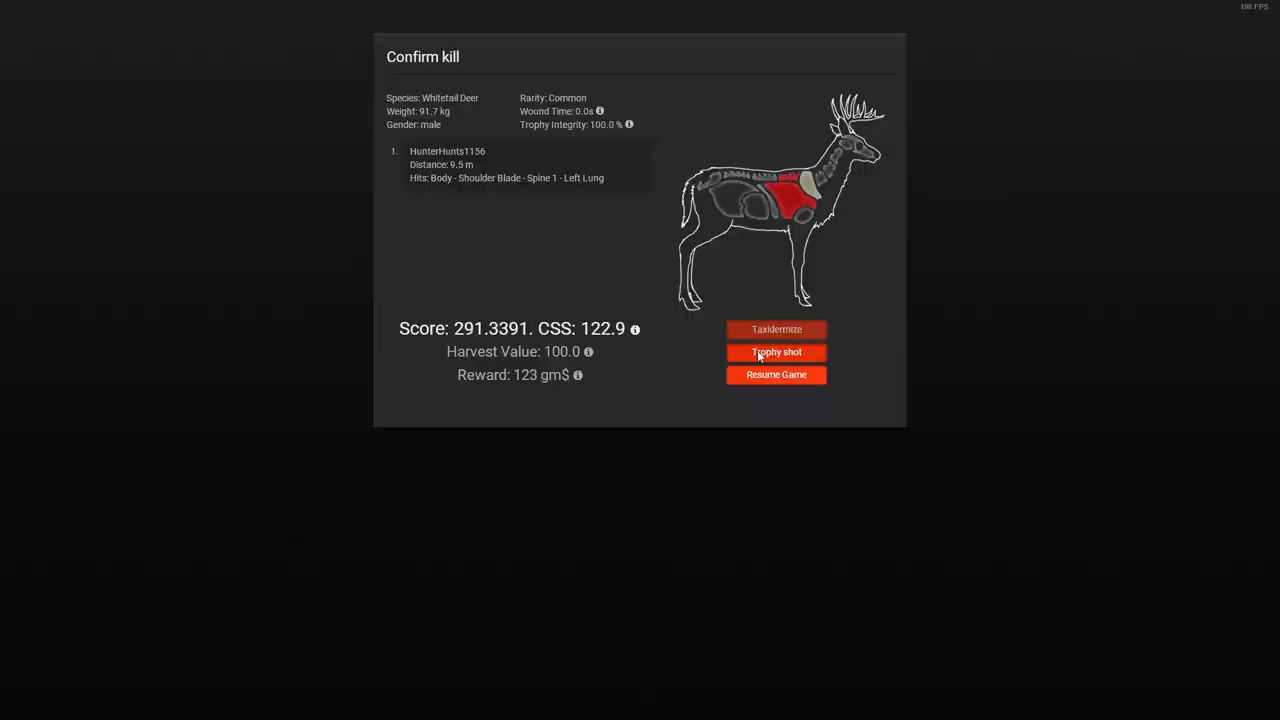 198 FPS
Confirm kill
Species: Whitetail Deer
Weight: 91.7 kg
Gender: male
Rarity: Common
Wound Time: 0.0s
Trophy Integrity: 100.0 %
1. HunterHunts1156
Distance: 9.5 m
Hits: Body - Shoulder Blade - Spine 1 - Left Lung
Score: 291.3391. CSS: 122.9
Harvest Value: 100.0
Reward: 123 gm$
Taxidermize
Trophy shot
Resume Game